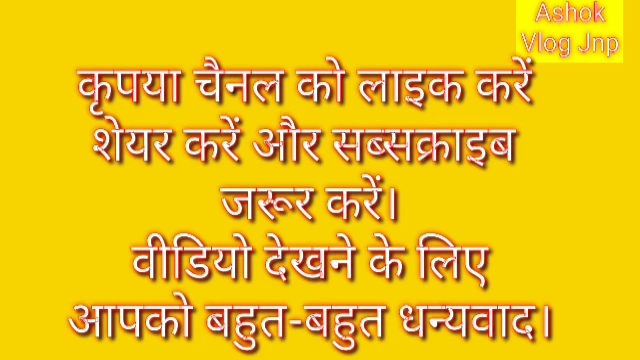 Ashok
Vlog Jnp
कृपया चैनल को लाइक करें
शेयर करें और सब्सक्राइब
जरूर करें।
वीडियो देखने के लिए
आपको बहुत-बहुत धन्यवाद।